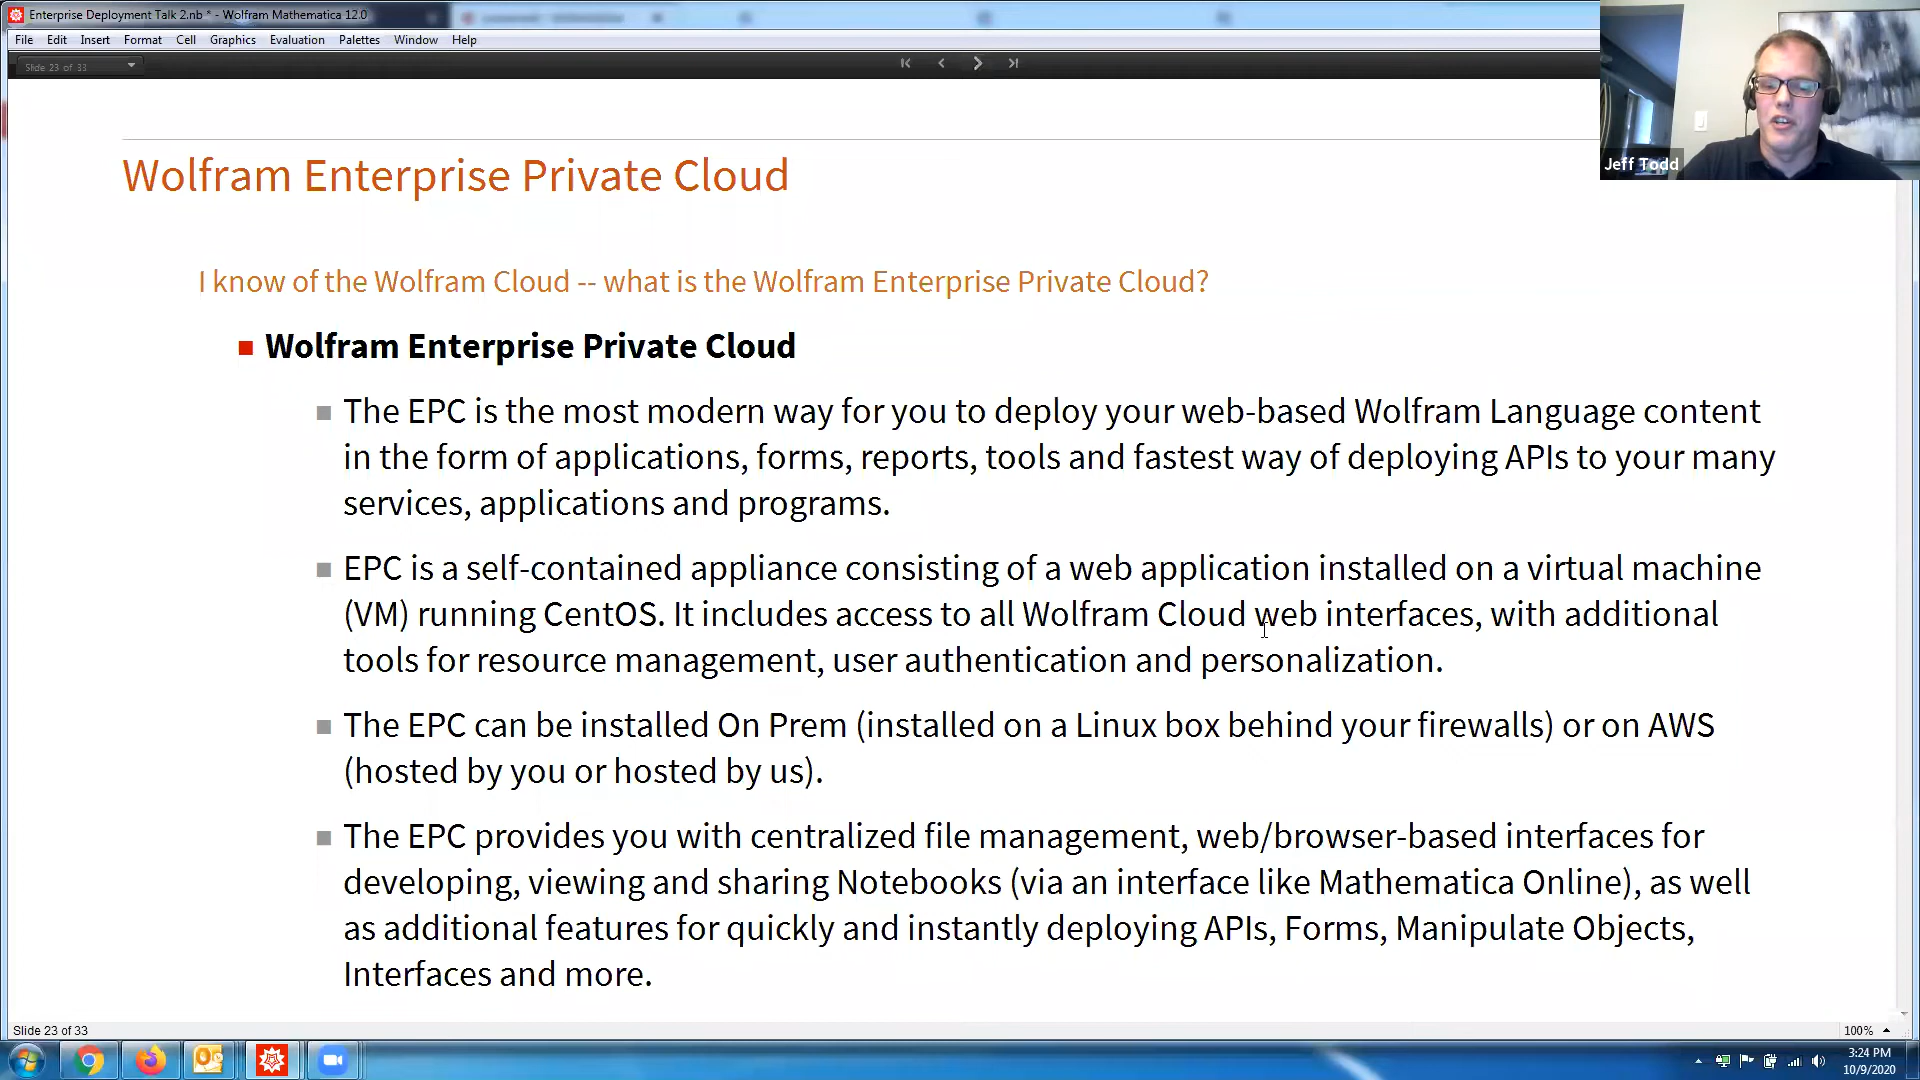 Enterprise Deployment Talk 2.nb * - Wolfram Mathematica 12.0
File Edit Insert Format Cell Graphics Evaluation Palettes Window Help
Slide 23 of 33
Jeff Todd
Wolfram Enterprise Private Cloud
I know of the Wolfram Cloud -- what is the Wolfram Enterprise Private Cloud?
Wolfram Enterprise Private Cloud
The EPC is the most modern way for you to deploy your web-based Wolfram Language content
in the form of applications, forms, reports, tools and fastest way of deploying APIs to your many
services, applications and programs.
EPC is a self-contained appliance consisting of a web application installed on a virtual machine
(VM) running CentOS. It includes access to all Wolfram Cloud web interfaces, with additional
tools for resource management, user authentication and personalization.
The EPC can be installed On Prem (installed on a Linux box behind your firewalls) or on AWS
(hosted by you or hosted by us).
The EPC provides you with centralized file management, web/browser-based interfaces for
developing, viewing and sharing Notebooks (via an interface like Mathematica Online), as well
as additional features for quickly and instantly deploying APIs, Forms, Manipulate Objects,
Interfaces and more.
Slide 23 of 33
100%
3:24 PM
10/9/2020